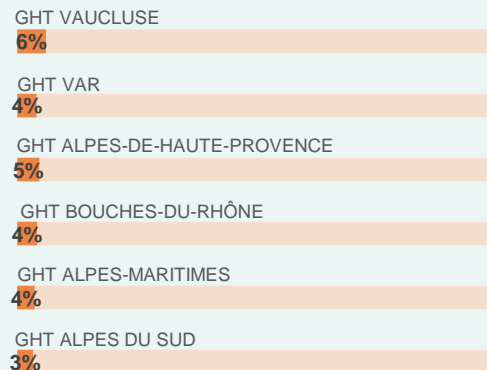 GHT VAUCLUSE
6%
GHT VAR
4%
GHT ALPES-DE-HAUTE-PROVENCE
5%
GHT BOUCHES-DU-RHÔNE
4%
GHT ALPES-MARITIMES
4%
GHT ALPES DU SUD
3%